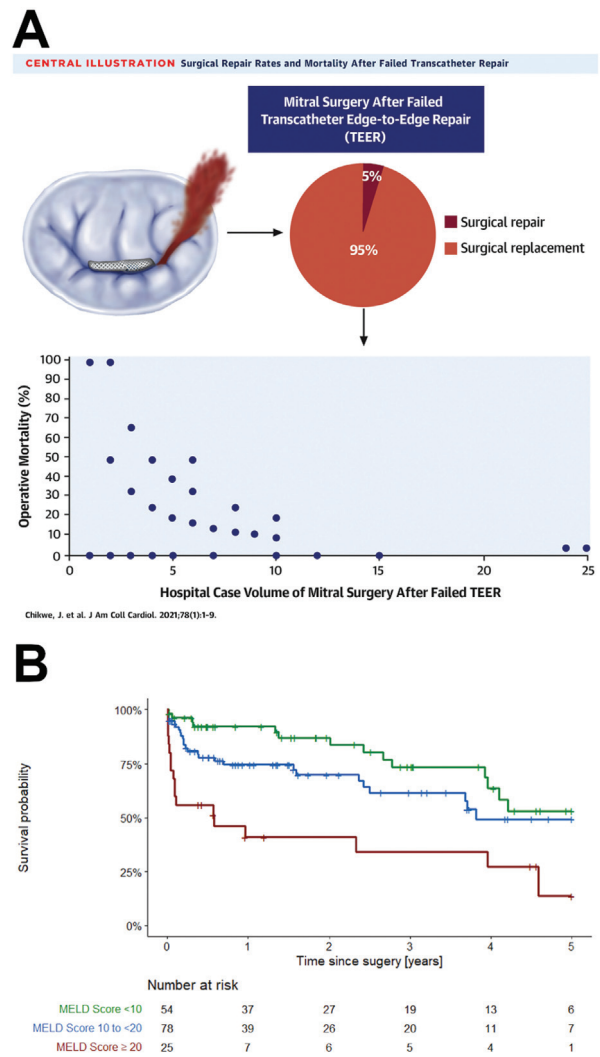 A
CENTRAL ILLUSTRATION Surgical Repair Rates and Mortality After Failed Transcatheter Repair
Mitral Surgery After Failed
Transcatheter Edge-to-Edge Repair
(TEER)
5%
95%
Surgical repair
Surgical replacement
Operative Mortality (%)
100
90
80
70
60
50
40
30
20
10
0
0 5 10 15 20 25
Hospital Case Volume of Mitral Surgery After Failed TEER
Chikwe, J. et al. J Am Coll Cardiol. 2021;78(1):1-9.
B
Survival probability
100%
75%
50%
25%
0%
0 1 2 3 4 5
Time since sugery [years]
Number at risk
MELD Score <10 54 37 27 19 13 6
MELD Score 10 to <20 78 39 26 20 11 7
MELD Score ≥ 20 25 7 6 5 4 1